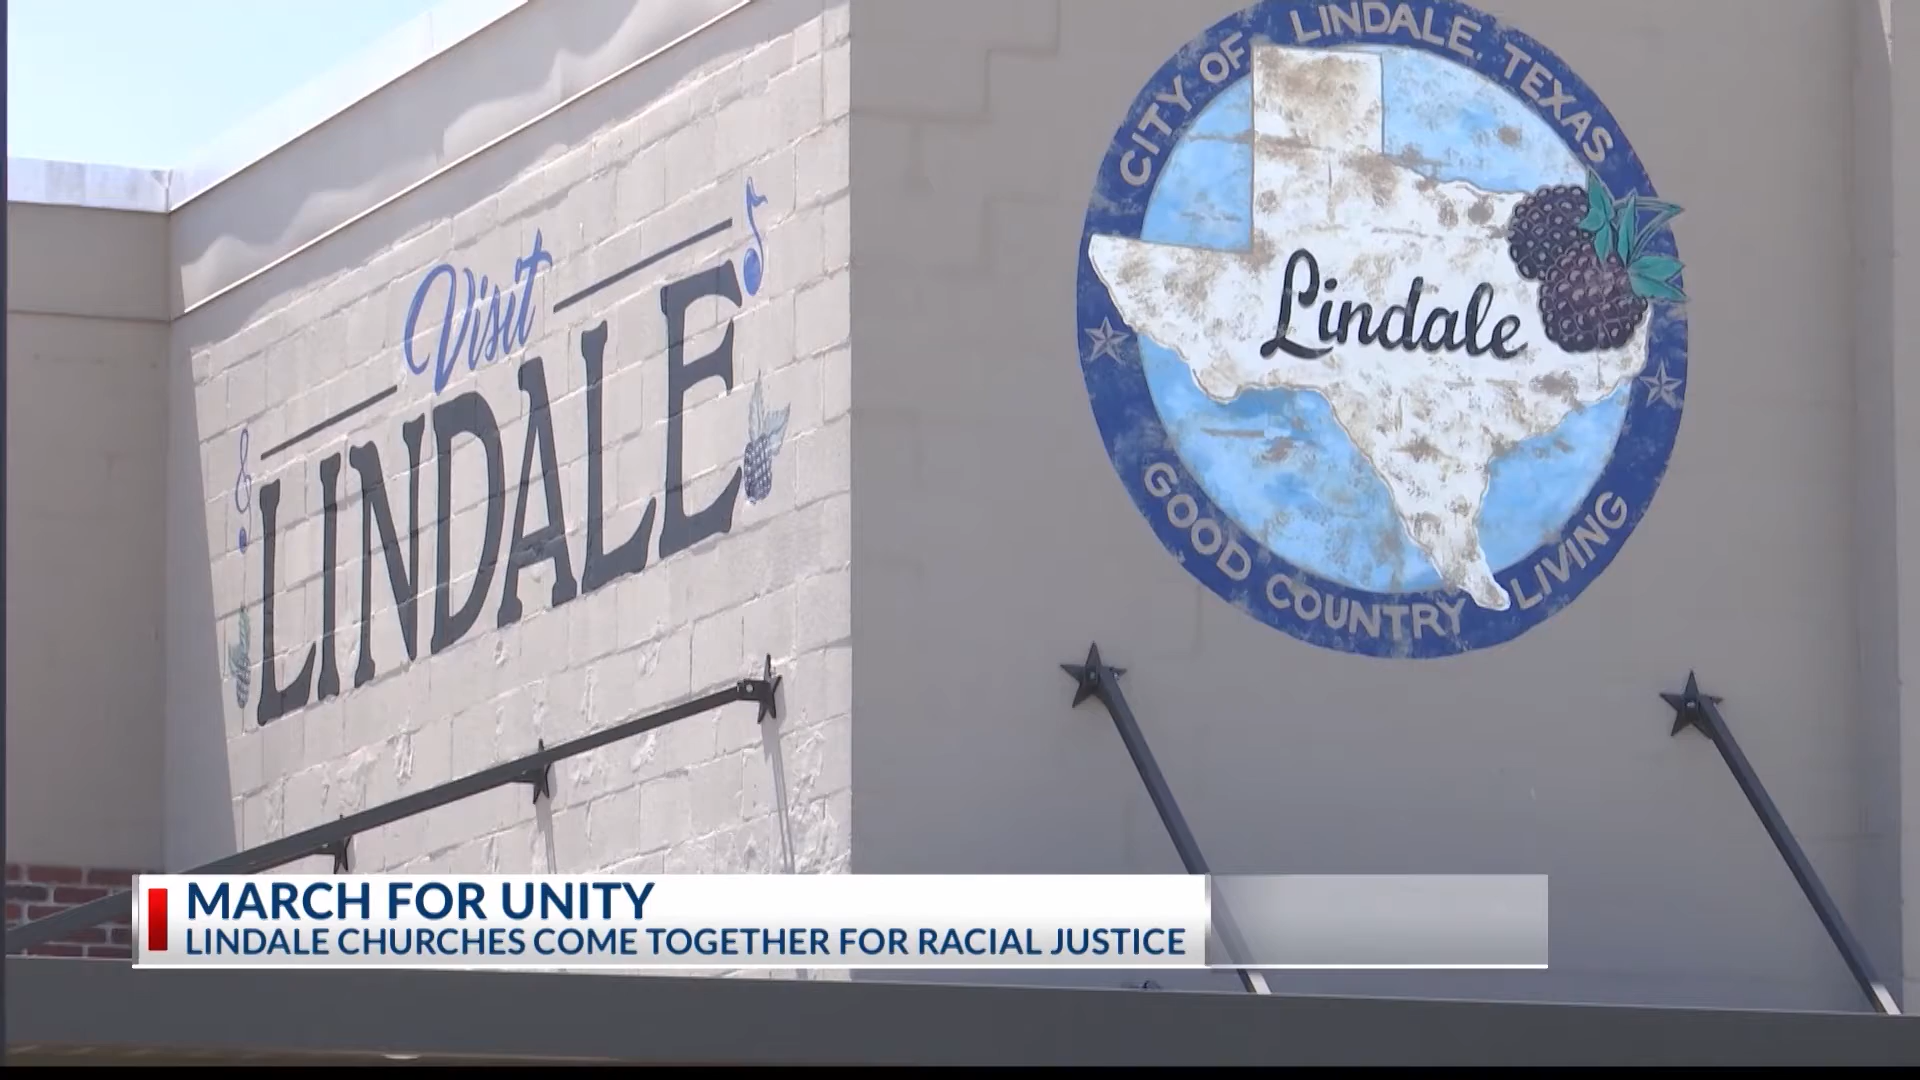 Visit
LINDALE
CITY OF LINDALE, TEXAS
Lindale
GOOD COUNTRY LIVING
MARCH FOR UNITY
LINDALE CHURCHES COME TOGETHER FOR RACIAL JUSTICE